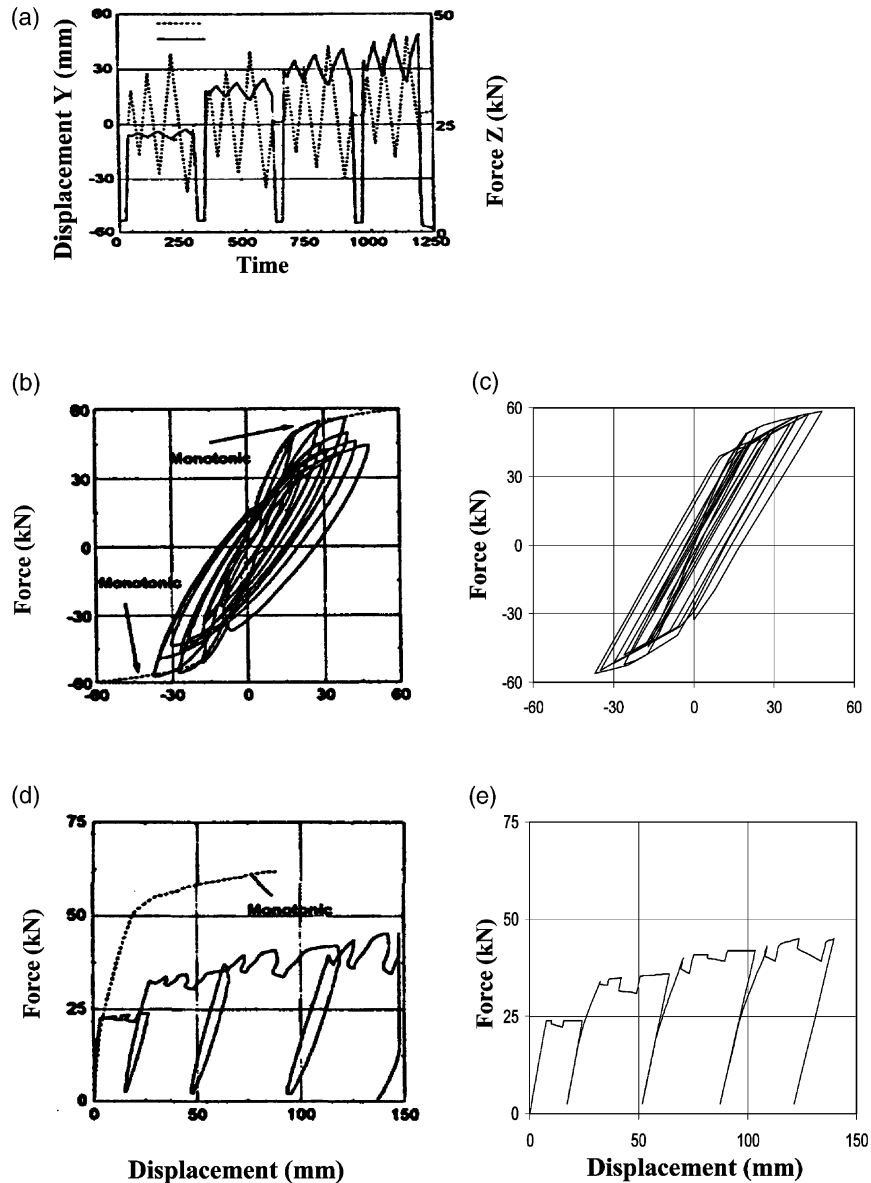 (a)
60
30
0
-30
-60
50
25
0
0 250 500 750 1000 1250
Displacement Y (mm)
Force Z (kN)
Time
(b)
60
30
0
-30
-60
-60 -30 0 30 60
Monotonic
Monotonic
Force (kN)
(c)
60
30
0
-30
-60
-60 -30 0 30 60
Force (kN)
(d)
75
50
25
0
0 50 100 150
Monotonic
Force (kN)
Displacement (mm)
(e)
75
50
25
0
0 50 100 150
Force (kN)
Displacement (mm)